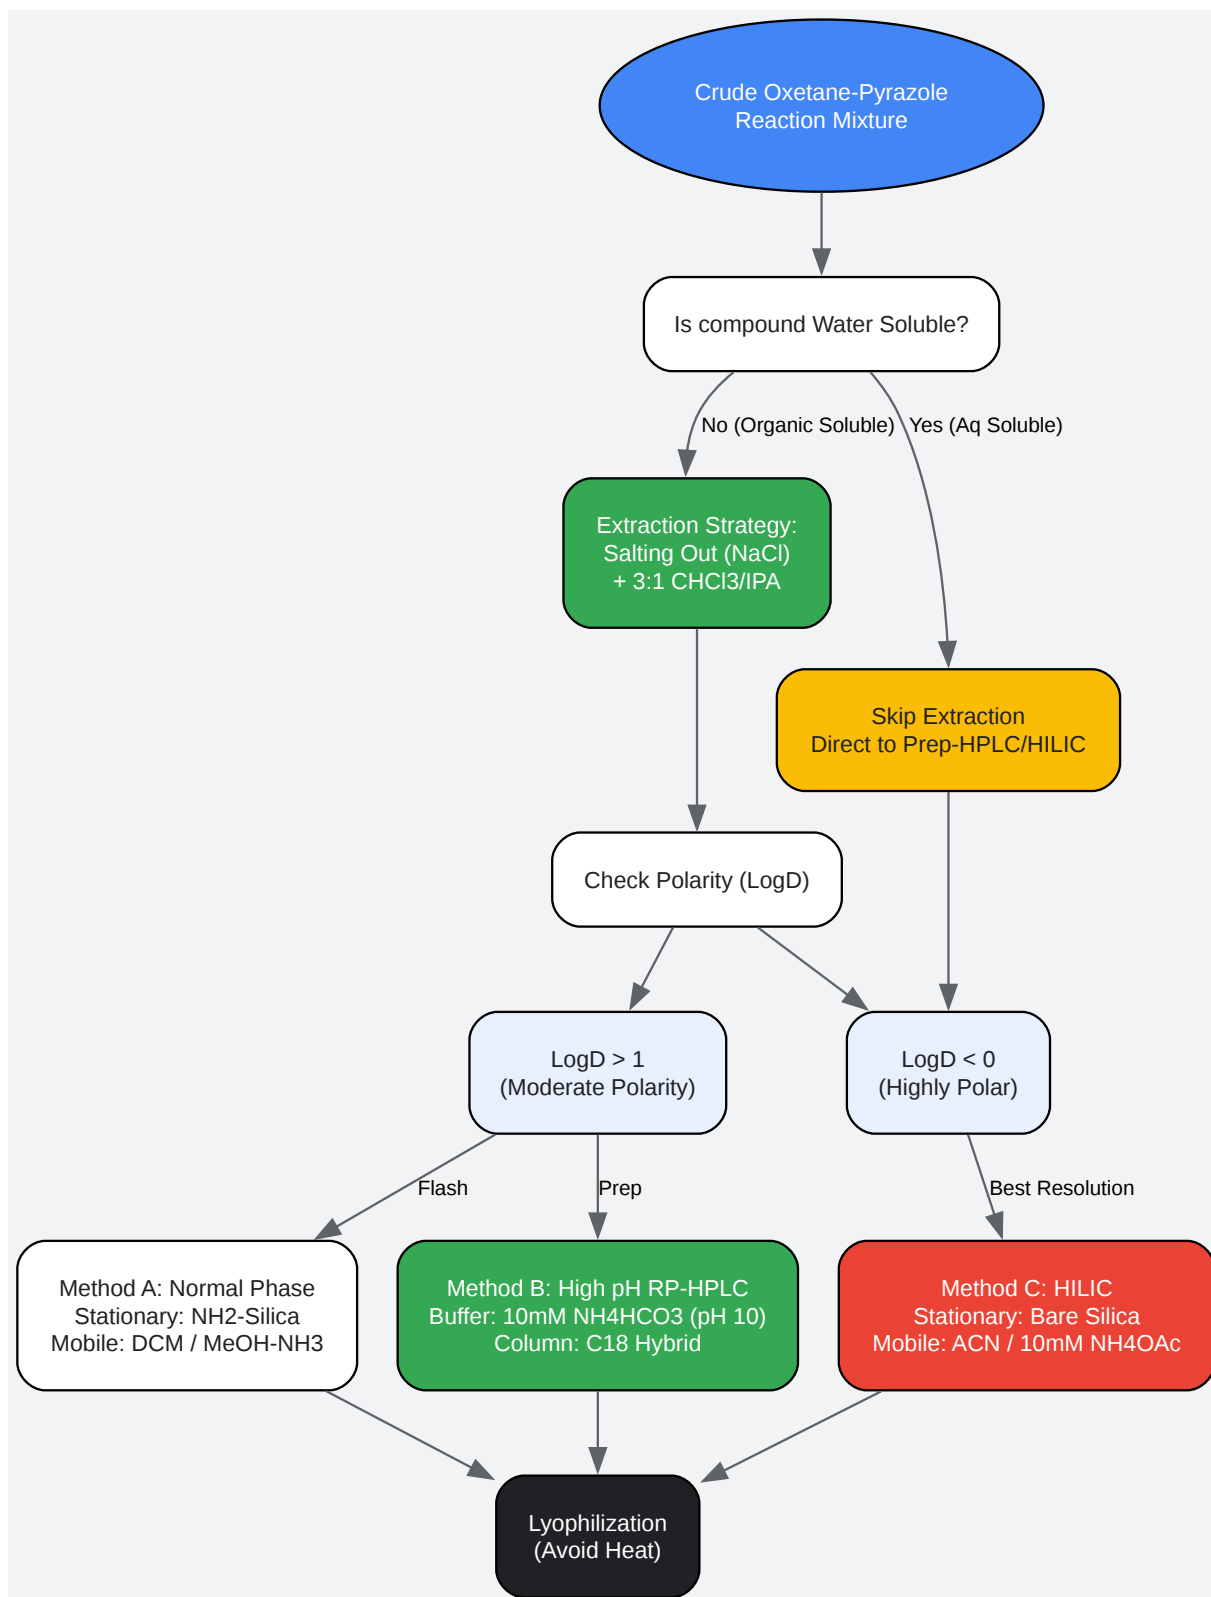 Crude Oxetane-Pyrazole
Reaction Mixture
Is compound Water Soluble?
No (Organic Soluble)
Yes (Aq Soluble)
Extraction Strategy:
Salting Out (NaCl)
+ 3:1 CHCl3/IPA
Skip Extraction
Direct to Prep-HPLC/HILIC
Check Polarity (LogD)
LogD > 1
(Moderate Polarity)
LogD < 0
(Highly Polar)
Flash
Prep
Best Resolution
Method A: Normal Phase
Stationary: NH2-Silica
Mobile: DCM / MeOH-NH3
Method B: High pH RP-HPLC
Buffer: 10mM NH4HCO3 (pH 10)
Column: C18 Hybrid
Method C: HILIC
Stationary: Bare Silica
Mobile: ACN / 10mM NH4OAc
Lyophilization
(Avoid Heat)